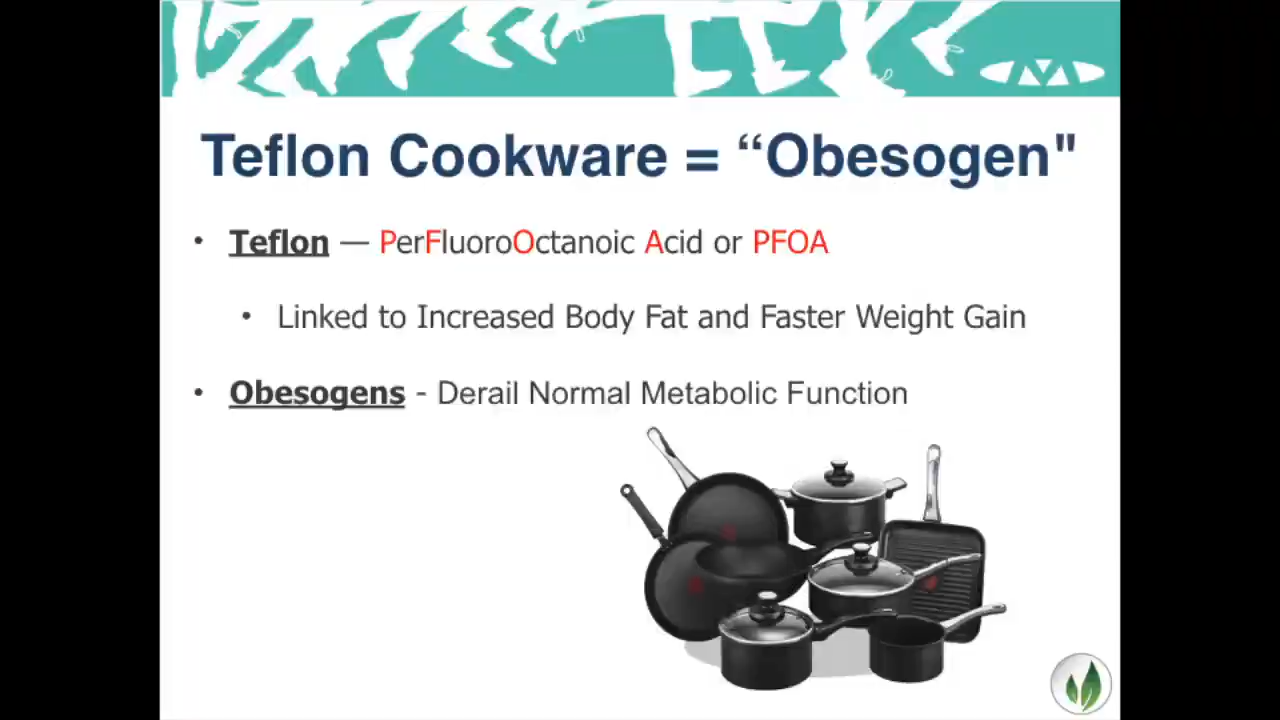 Teflon Cookware = “Obesogen"
• Teflon — PerFluoroOctanoic Acid or PFOA
• Linked to Increased Body Fat and Faster Weight Gain
• Obesogens - Derail Normal Metabolic Function